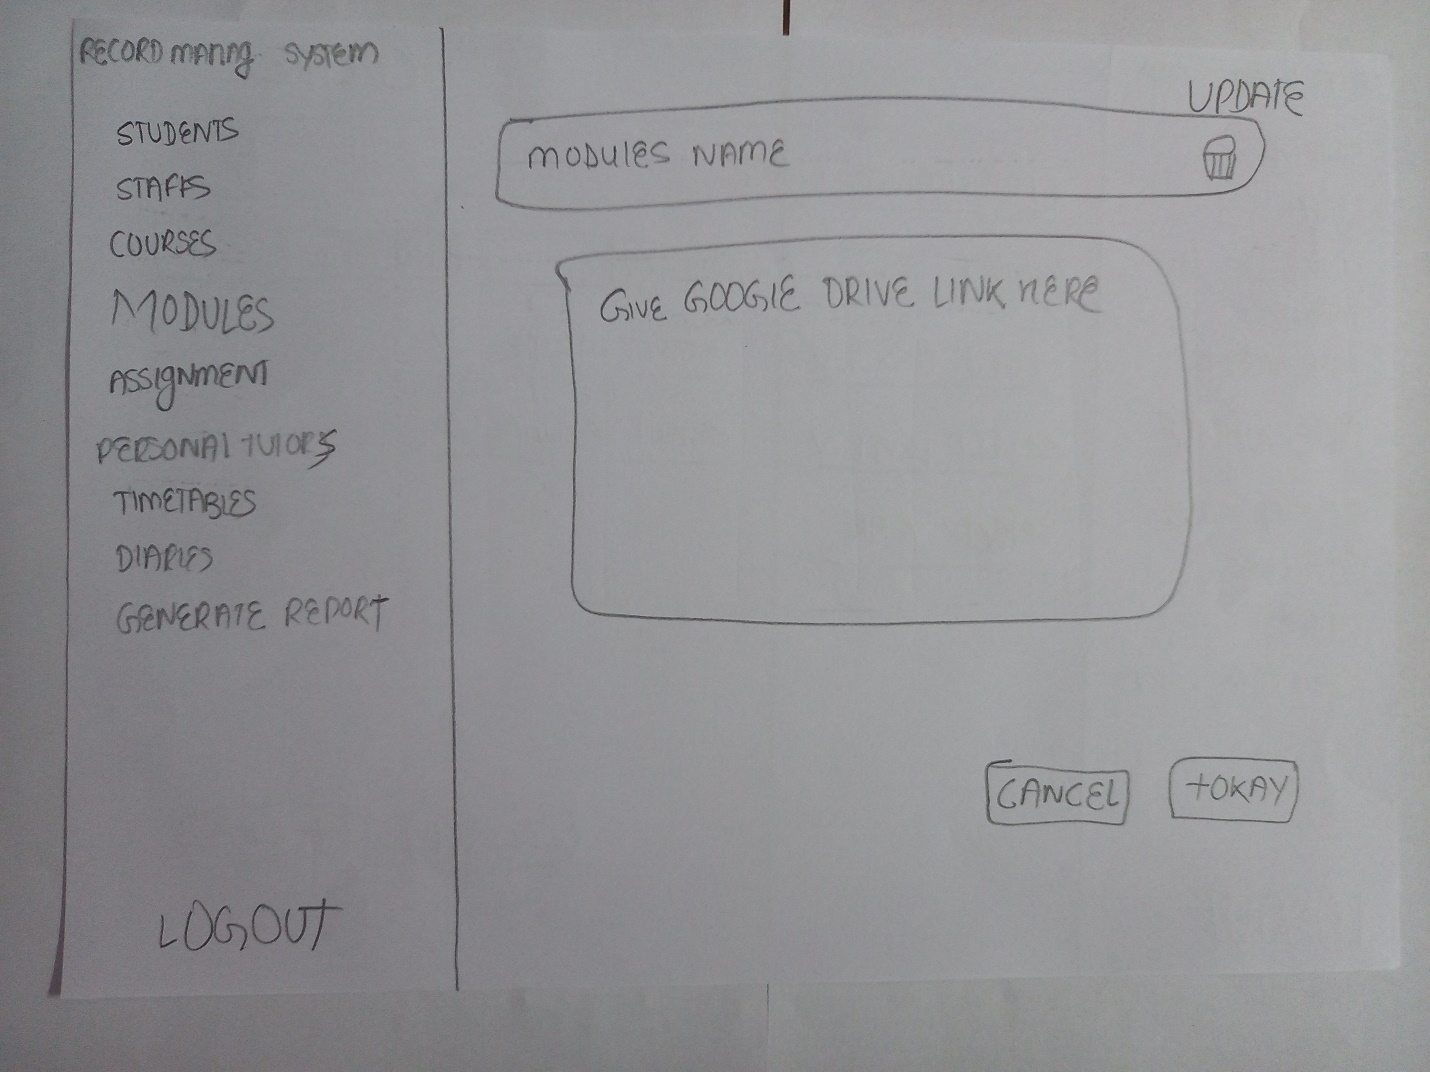 RECORD manng. SYSTEM
STUDENTS
STAFFS
COURSES
MODULES
ASSIGNMENT
PERSONAL TUTORS
TIMETABLES
DIARIES
GENERATE REPORT
LOGOUT
UPDATE
MODULES NAME
GIVE GOOGLE DRIVE LINK HERE
CANCEL
+OKAY